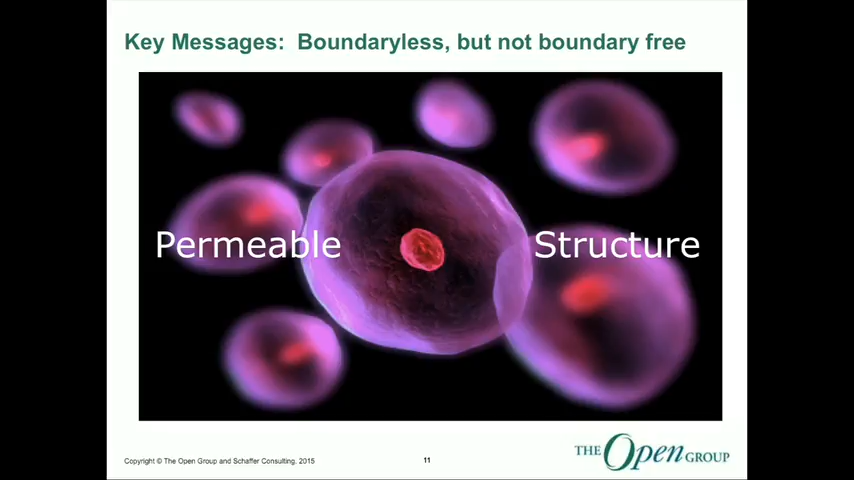 Key Messages:  Boundaryless, but not boundary free
Permeable
Structure
Copyright © The Open Group and Schaffer Consulting. 2015
11
THE Open GROUP